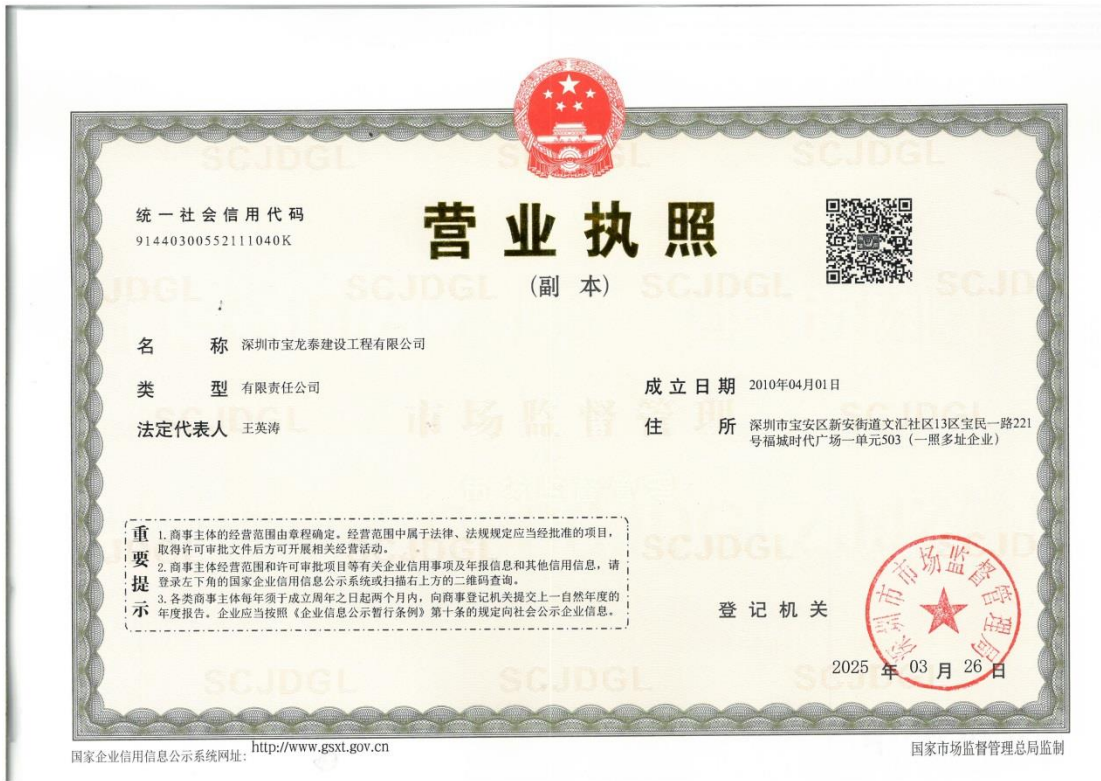 统一社会信用代码
91440300552111040K
营业执照
(副 本)
名 称 深圳市宝龙泰建设工程有限公司
类 型 有限责任公司
法定代表人 王英涛
成立日期 2010年04月01日
住 所 深圳市宝安区新安街道文汇社区13区宝民一路221
号福城时代广场一单元503（一照多址企业）
重要提示
1. 商事主体的经营范围由章程确定。经营范围中属于法律、法规规定应当经批准的项目，
取得许可审批文件后方可开展相关经营活动。
2. 商事主体经营范围和许可审批项目等有关企业信用事项及年报信息和其他信用信息，请
登录左下角的国家企业信用信息公示系统或扫描右上方的二维码查询。
3. 各类商事主体每年须于成立周年之日起两个月内，向商事登记机关提交上一自然年度的
年度报告。企业应当按照《企业信息公示暂行条例》第十条的规定向社会公示企业信息。
登记机关
深圳市市场监督管理局
2025 年 03 月 26 日
国家企业信用信息公示系统网址: http://www.gsxt.gov.cn
国家市场监督管理总局监制
SCJDGL
市场监督管理